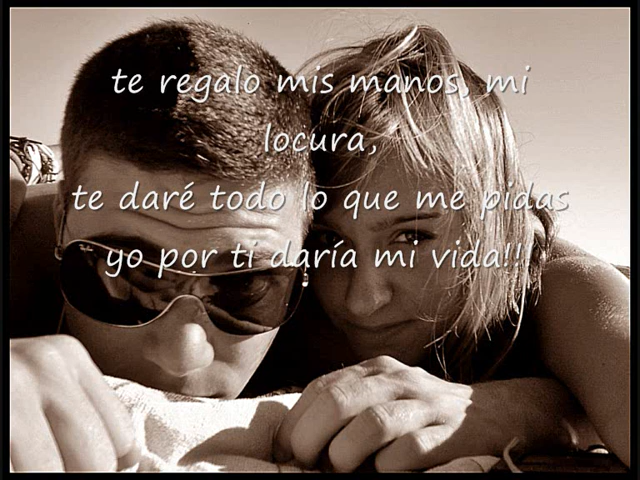 te regalo mis manos, mi
locura,
te daré todo lo que me pidas
yo por ti daría mi vida!!!